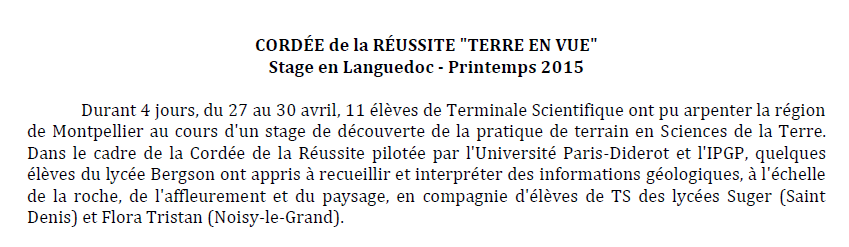 CORDÉE de la RÉUSSITE "TERRE EN VUE"
Stage en Languedoc - Printemps 2015
Durant 4 jours, du 27 au 30 avril, 11 élèves de Terminale Scientifique ont pu arpenter la région
de Montpellier au cours d'un stage de découverte de la pratique de terrain en Sciences de la Terre.
Dans le cadre de la Cordée de la Réussite pilotée par l'Université Paris-Diderot et l'IPGP, quelques
élèves du lycée Bergson ont appris à recueillir et interpréter des informations géologiques, à l'échelle
de la roche, de l'affleurement et du paysage, en compagnie d'élèves de TS des lycées Suger (Saint
Denis) et Flora Tristan (Noisy-le-Grand).